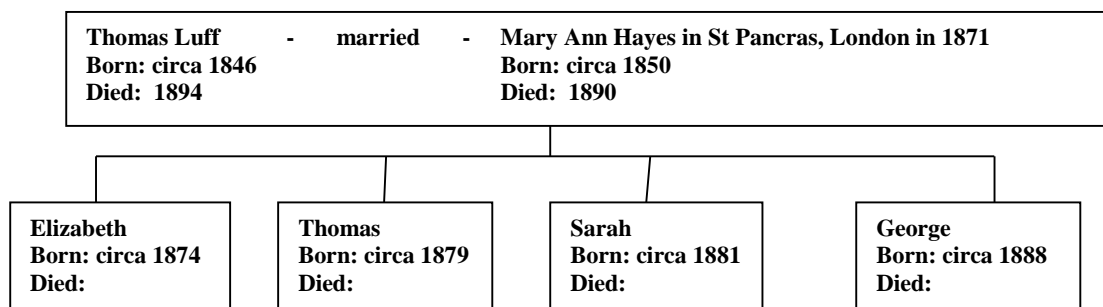 Thomas Luff - married - Mary Ann Hayes in St Pancras, London in 1871
Born: circa 1846 Born: circa 1850
Died: 1894 Died: 1890
Elizabeth
Born: circa 1874
Died:
Thomas
Born: circa 1879
Died:
Sarah
Born: circa 1881
Died:
George
Born: circa 1888
Died: